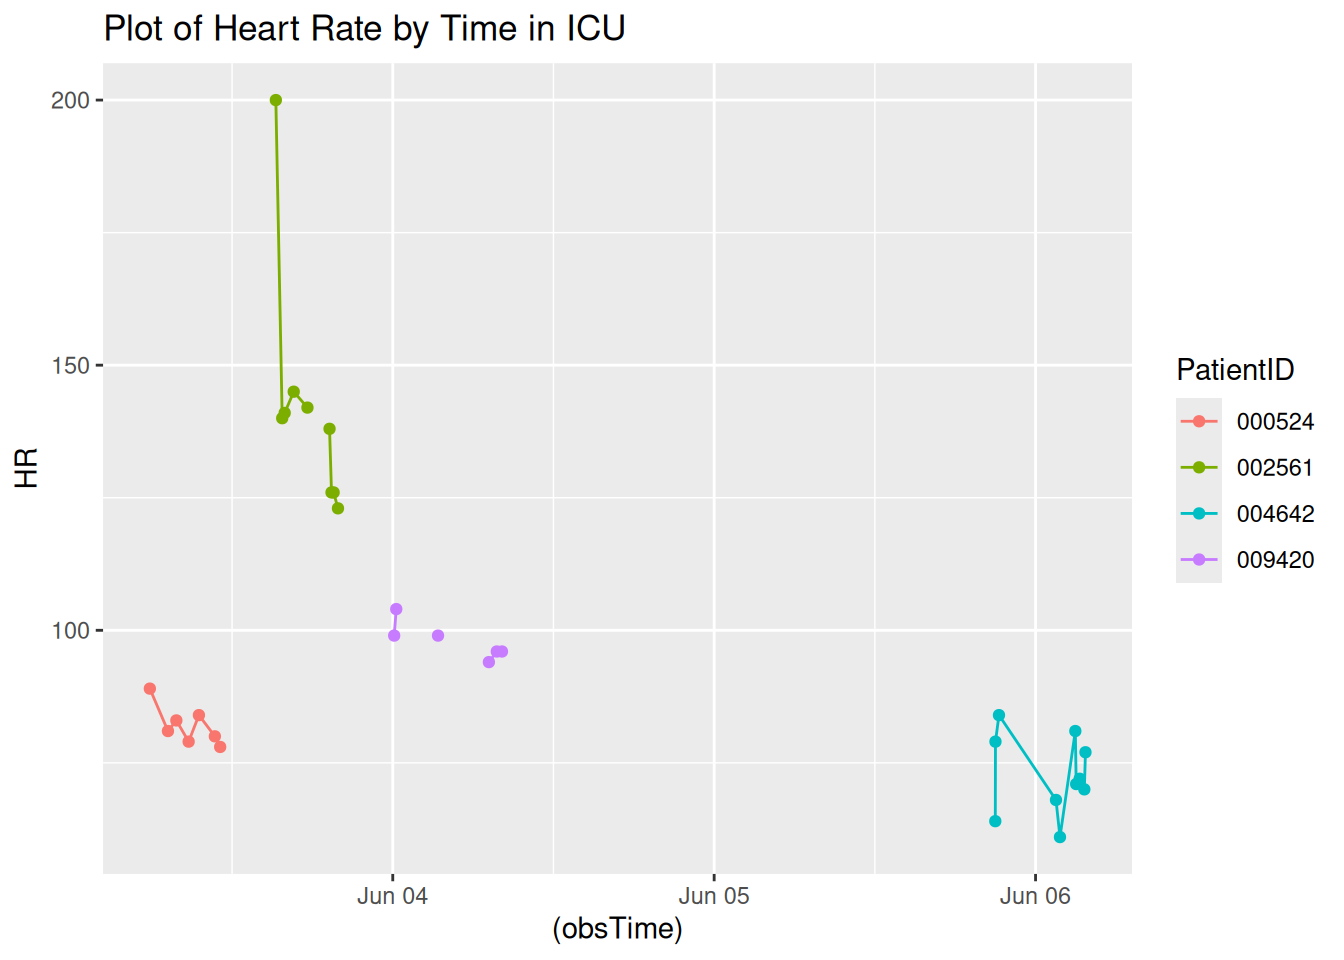 Plot of Heart Rate by Time in ICU
200
150
100
HR
Jun 04
Jun 05
Jun 06
(obsTime)
PatientID
000524
002561
004642
009420